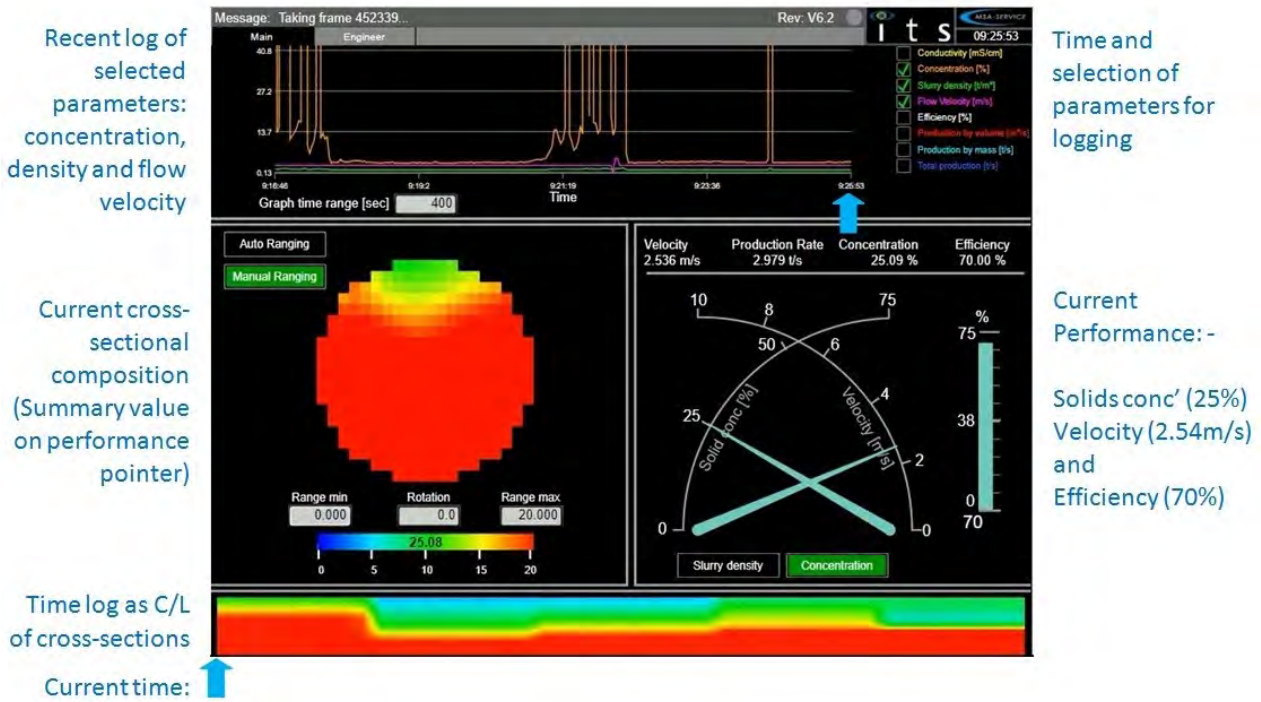 Recent log of
selected
parameters:
concentration,
density and flow
velocity
Message: Taking frame 452339...
Rev: V6.2
its
MSA-SERVICE
09:25:53
Main
Engineer
40.8
27.2
13.7
0.13
9:16:46
9:19:2
9:21:19
9:23:36
9:25:53
Time
Graph time range [sec]
400
Conductivity [mS/cm]
Concentration [%]
Slurry density [t/m³]
Flow Velocity [m/s]
Efficiency [%]
Production by volume [m³/s]
Production by mass [t/s]
Total production [t/s]
Time and
selection of
parameters for
logging
Current cross-
sectional
composition
(Summary value
on performance
pointer)
Auto Ranging
Manual Ranging
Range min
Rotation
Range max
0.000
0.0
20.000
25.08
0
5
10
15
20
Velocity
Production Rate
Concentration
Efficiency
2.536 m/s
2.979 t/s
25.09 %
70.00 %
10
8
6
4
2
0
75
50
25
0
Solid conc [%]
Velocity [m/s]
%
75
38
0
70
Slurry density
Concentration
Current
Performance: -
Solids conc’ (25%)
Velocity (2.54m/s)
and
Efficiency (70%)
Time log as C/L
of cross-sections
Current time: